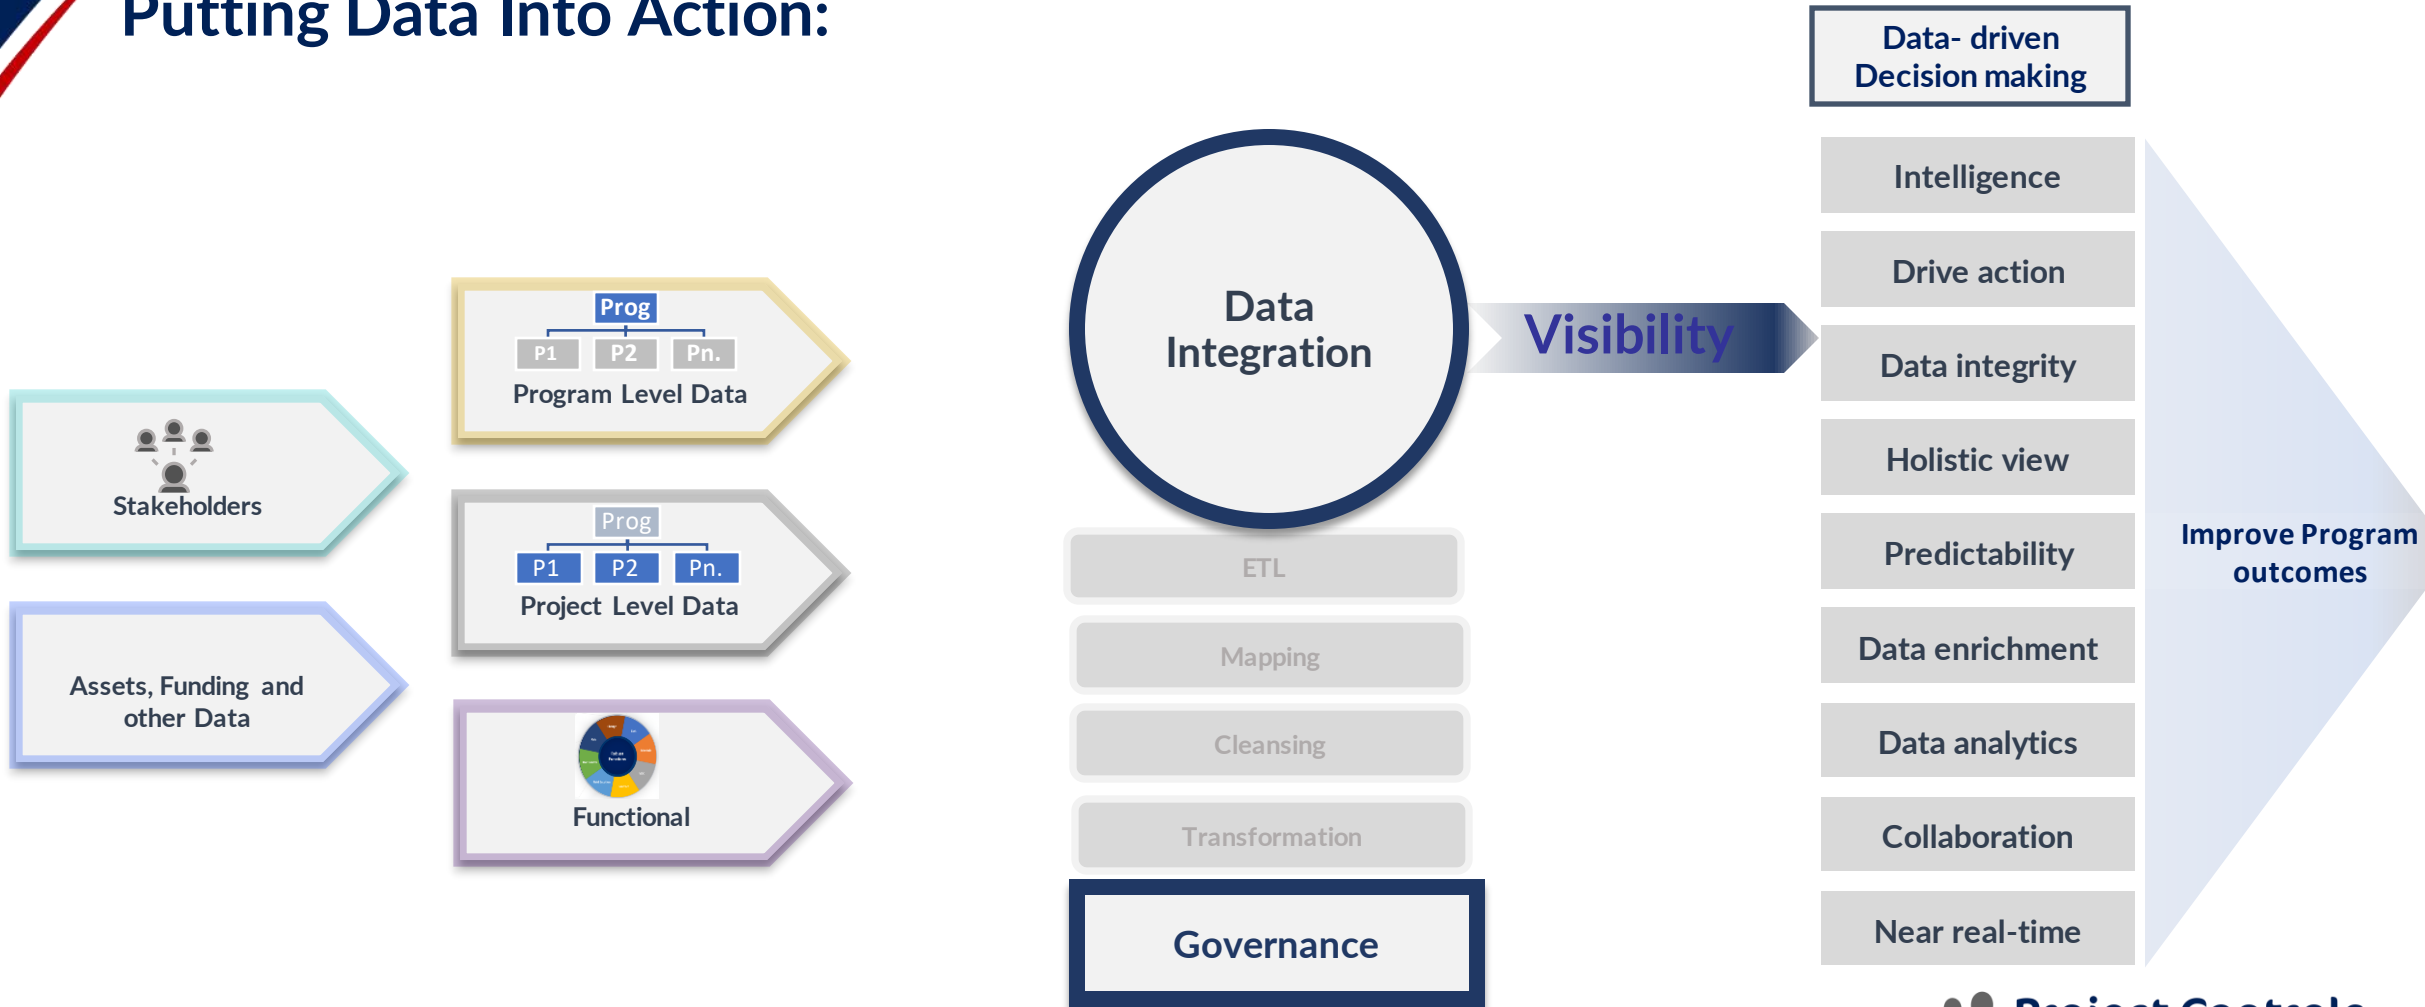 Putting Data Into Action:
Data- driven
Decision making
Stakeholders
Assets, Funding and
other Data
Prog
P1 P2 Pn.
Program Level Data
Prog
P1 P2 Pn.
Project Level Data
Functional
Data
Integration
ETL
Mapping
Cleansing
Transformation
Governance
Visibility
Intelligence
Drive action
Data integrity
Holistic view
Predictability
Data enrichment
Data analytics
Collaboration
Near real-time
Improve Program
outcomes
Project Controls